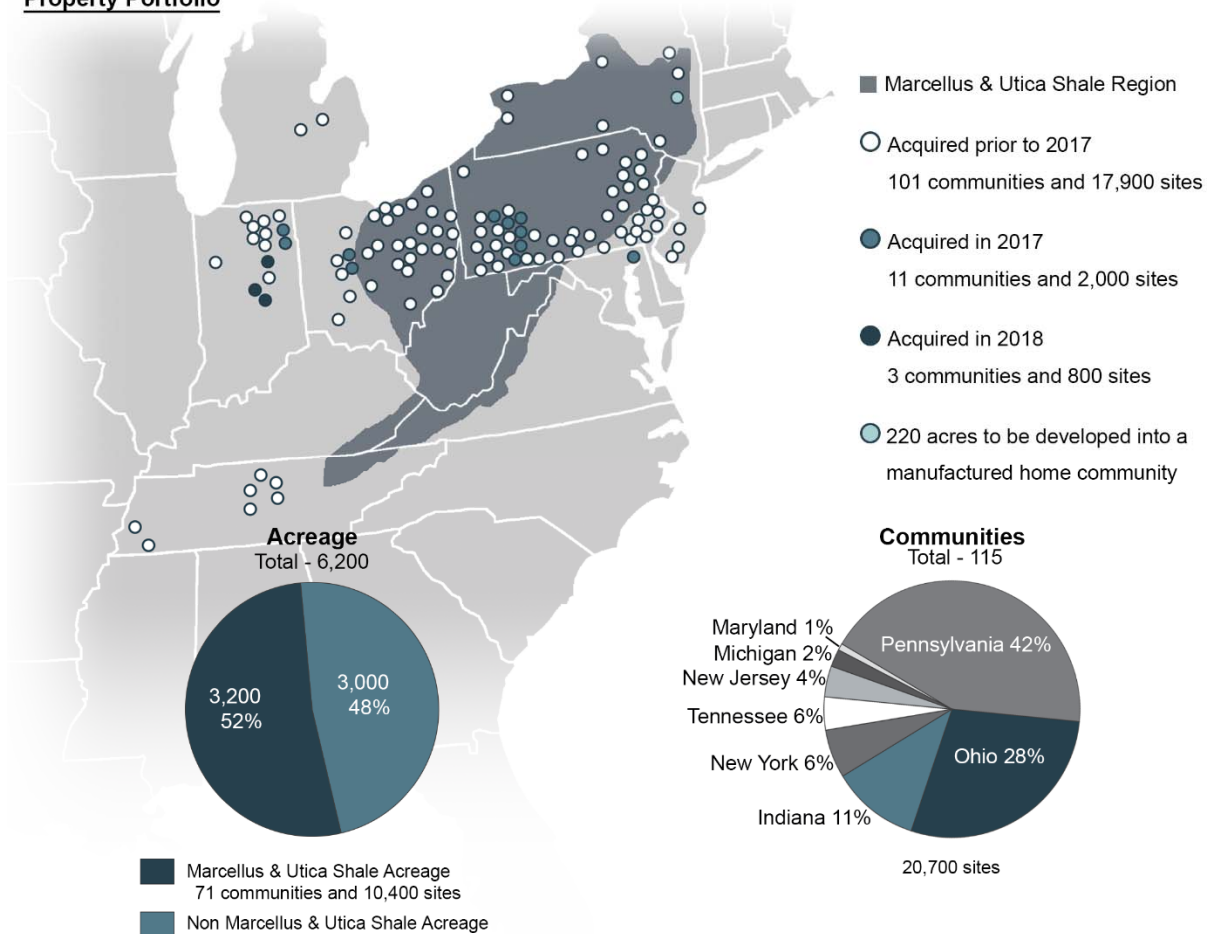 Property Portfolio
Marcellus & Utica Shale Region
Acquired prior to 2017
101 communities and 17,900 sites
Acquired in 2017
11 communities and 2,000 sites
Acquired in 2018
3 communities and 800 sites
220 acres to be developed into a
manufactured home community
Acreage
Total - 6,200
3,200
52%
3,000
48%
Marcellus & Utica Shale Acreage
71 communities and 10,400 sites
Non Marcellus & Utica Shale Acreage
Communities
Total - 115
Maryland 1%
Michigan 2%
New Jersey 4%
Tennessee 6%
New York 6%
Indiana 11%
Pennsylvania 42%
Ohio 28%
20,700 sites